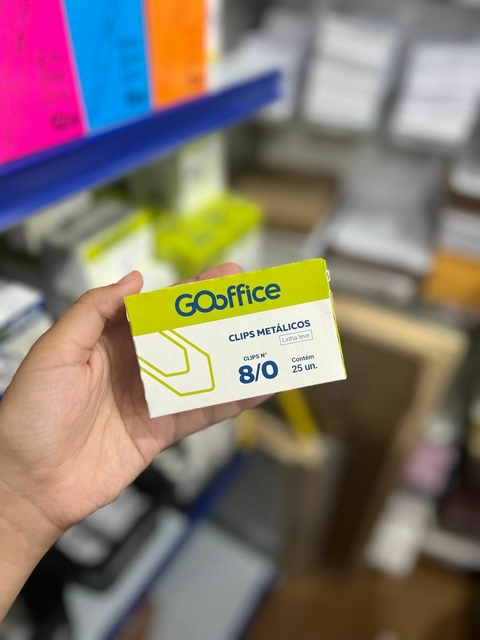 GOoffice
CLIPS METÁLICOS
Linha leve
CLIPS Nº
8/0
Contém
25 un.